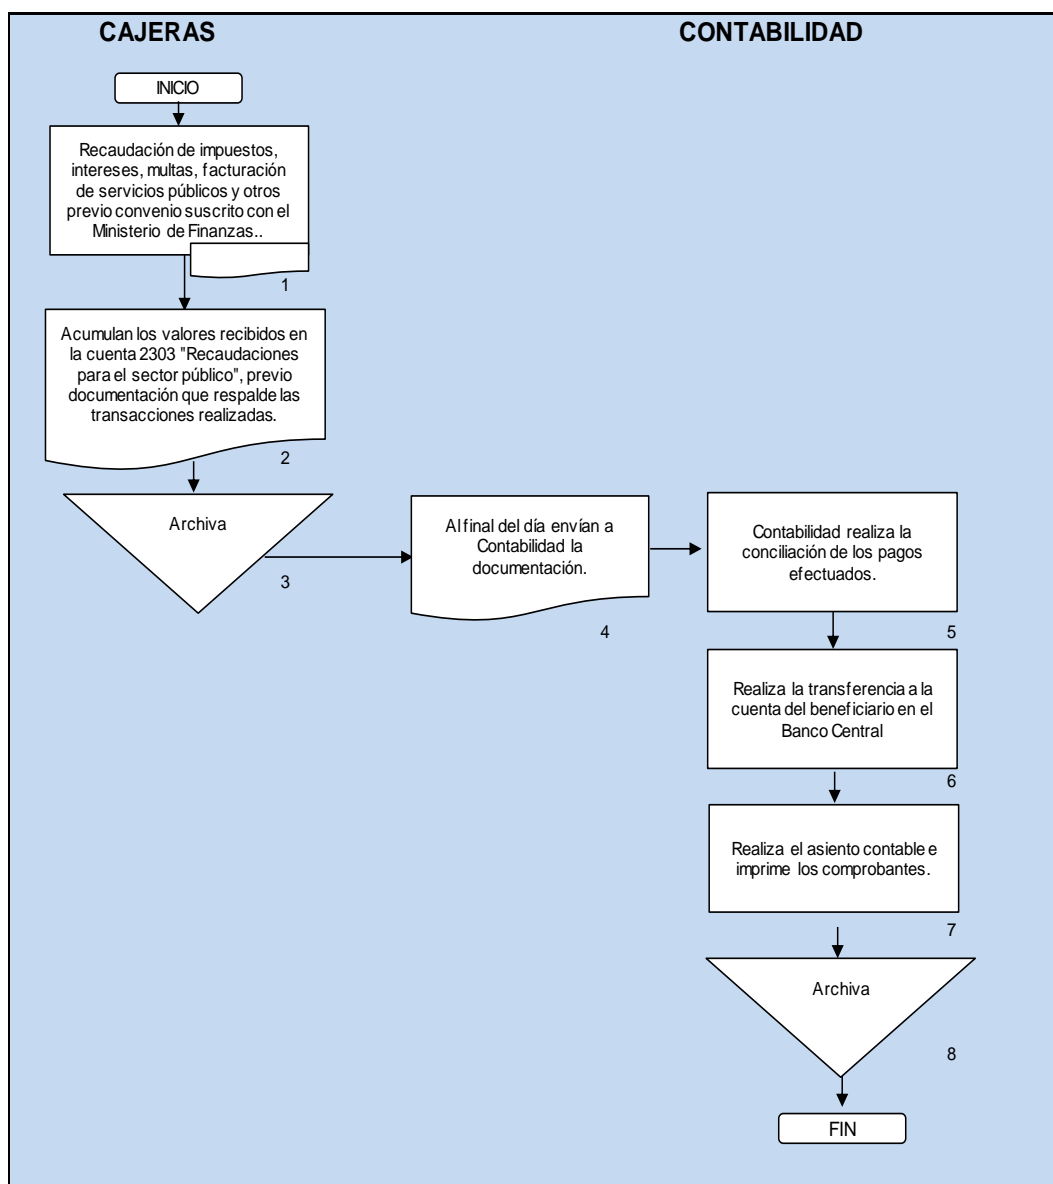 CAJERAS
CONTABILIDAD
INICIO
Recaudación de impuestos,
intereses, multas, facturación
de servicios públicos y otros
previo convenio suscrito con el
Ministerio de Finanzas..
1
Acumulan los valores recibidos en
la cuenta 2303 "Recaudaciones
para el sector público", previo
documentación que respalde las
transacciones realizadas.
2
Archiva
3
Al final del día envían a
Contabilidad la
documentación.
4
Contabilidad realiza la
conciliación de los pagos
efectuados.
5
Realiza la transferencia a la
cuenta del beneficiario en el
Banco Central
6
Realiza el asiento contable e
imprime los comprobantes.
7
Archiva
8
FIN